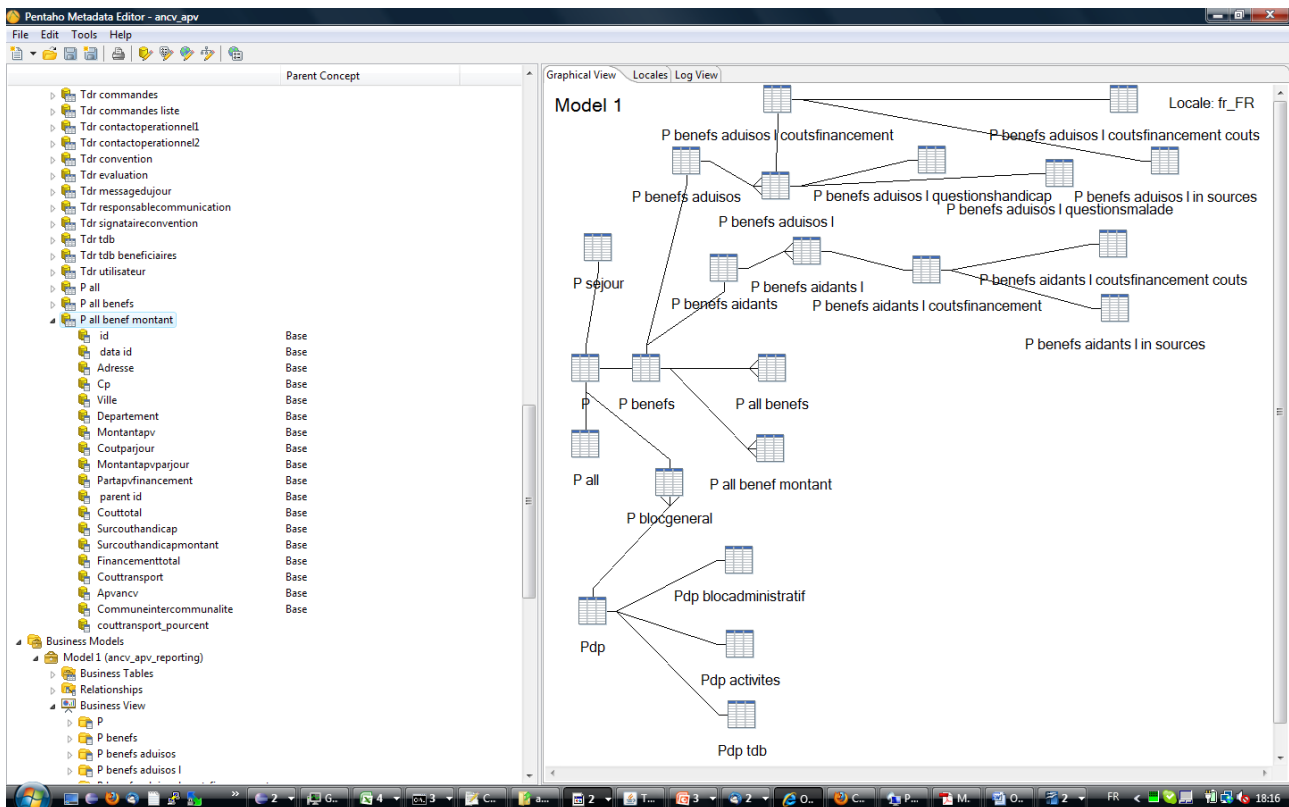 Pentaho Metadata Editor - ancv_apv
File Edit Tools Help
Parent Concept
Tdr commandes
Tdr commandes liste
Tdr contactoperationnel1
Tdr contactoperationnel2
Tdr convention
Tdr evaluation
Tdr messagedujour
Tdr responsablecommunication
Tdr signataireconvention
Tdr tdb
Tdr tdb beneficiaires
Tdr utilisateur
P all
P all benefs
P all benef montant
id Base
data id Base
Adresse Base
Cp Base
Ville Base
Departement Base
Montantapv Base
Coutparjour Base
Montantapvparjour Base
Partapvfinancement Base
parent id Base
Couttotal Base
Surcouthandicap Base
Surcouthandicapmontant Base
Financementtotal Base
Couttransport Base
Apvancv Base
Communeintercommunalite Base
couttransport_pourcent
Business Models
Model 1 (ancv_apv_reporting)
Business Tables
Relationships
Business View
P
P benefs
P benefs aduisos
P benefs aduisos l
Graphical View Locales Log View
Model 1
Locale: fr_FR
P benefs aduisos l coutsfinancement
P benefs aduisos l coutsfinancement couts
P benefs aduisos
P benefs aduisos l questionshandicap
P benefs aduisos l in sources
P benefs aduisos l questionsmalade
P benefs aduisos l
P sejour
P benefs aidants
P benefs aidants l
P benefs aidants l coutsfinancement
P benefs aidants l coutsfinancement couts
P benefs aidants l in sources
P
P benefs
P all benefs
P all
P all benef montant
P blocgeneral
Pdp blocadministratif
Pdp
Pdp activites
Pdp tdb
2 G... 4 3 C... a... 2 T... 3 2 O... C... P... M. O.. 2 FR 2 18:16